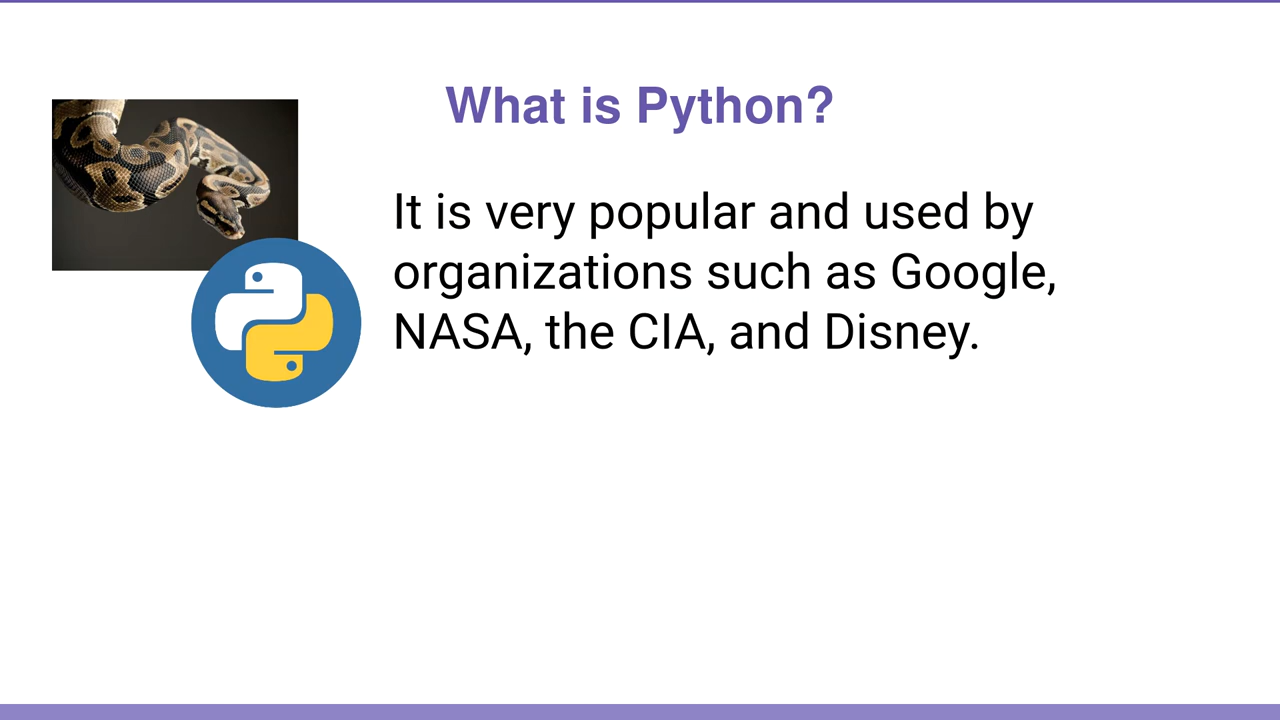 What is Python?
It is very popular and used by
organizations such as Google,
NASA, the CIA, and Disney.